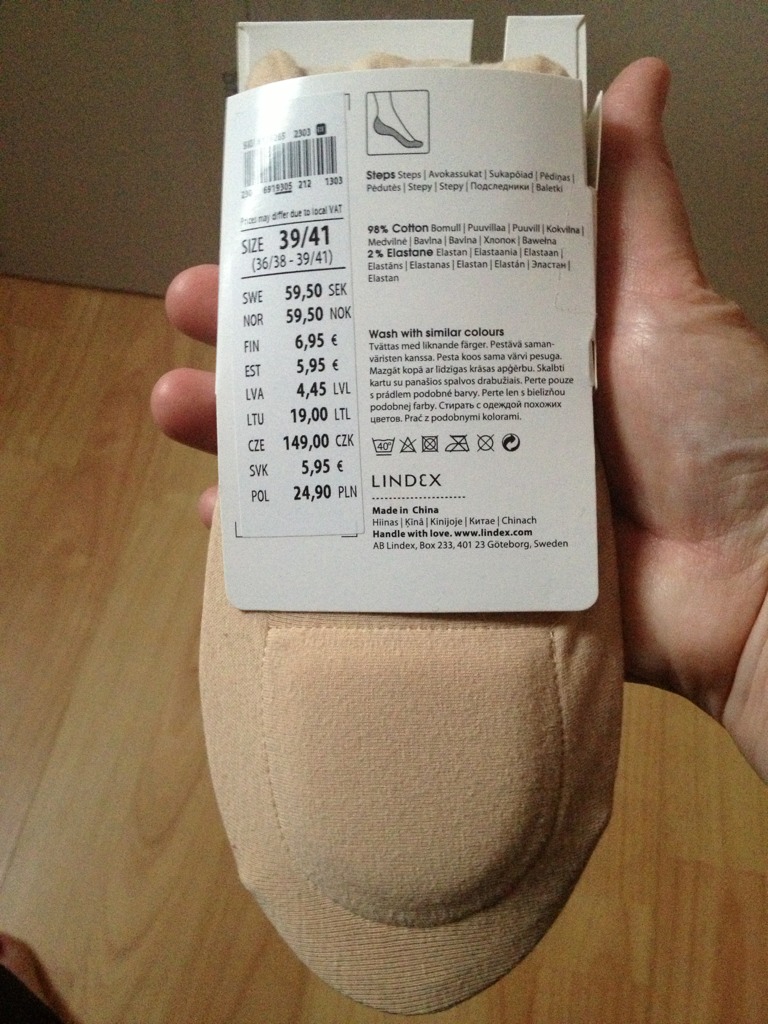 2303
6919305 212 1303
Prices may differ due to local VAT
SIZE 39/41
(36/38 - 39/41)
SWE 59,50 SEK
NOR 59,50 NOK
FIN 6,95 €
EST 5,95 €
LVA 4,45 LVL
LTU 19,00 LTL
CZE 149,00 CZK
SVK 5,95 €
POL 24,90 PLN
Steps Steps | Avokassukat | Sukapõiad | Pēdiņas |
Pėdutės | Stepy | Stepy | Подследники | Baletki
98% Cotton Bomull | Puuvillaa | Puuvill | Kokvilna |
Medvilnė | Bavlna | Bavlna | Хлопок | Bawełna
2% Elastane Elastan | Elastaania | Elastaan |
Elastāns | Elastanas | Elastan | Elastán | Эластан |
Elastan
Wash with similar colours
Tvättas med liknande färger. Pestävä saman-
väristen kanssa. Pesta koos sama värvi pesuga.
Mazgāt kopā ar līdzīgas krāsas apģērbu. Skalbti
kartu su panašios spalvos drabužiais. Perte pouze
s prádlem podobné barvy. Perte len s bielizňou
podobnej farby. Стирать с одеждой похожих
цветов. Prać z podobnymi kolorami.
40°
LINDEX
Made in China
Hiinas | Ķīnā | Kinijoje | Китае | Chinach
Handle with love. www.lindex.com
AB Lindex, Box 233, 401 23 Göteborg, Sweden